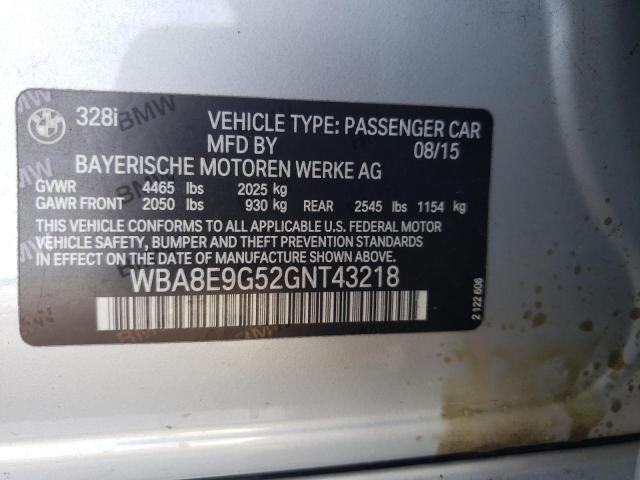 328i VEHICLE TYPE: PASSENGER CAR
MFD BY 08/15
BAYERISCHE MOTOREN WERKE AG
GVWR 4465 lbs 2025 kg
GAWR FRONT 2050 lbs 930 kg REAR 2545 lbs 1154 kg
THIS VEHICLE CONFORMS TO ALL APPLICABLE U.S. FEDERAL MOTOR
VEHICLE SAFETY, BUMPER AND THEFT PREVENTION STANDARDS
IN EFFECT ON THE DATE OF MANUFACTURE SHOWN ABOVE.
WBA8E9G52GNT43218
2 122 606
BMW
BMW
BMW